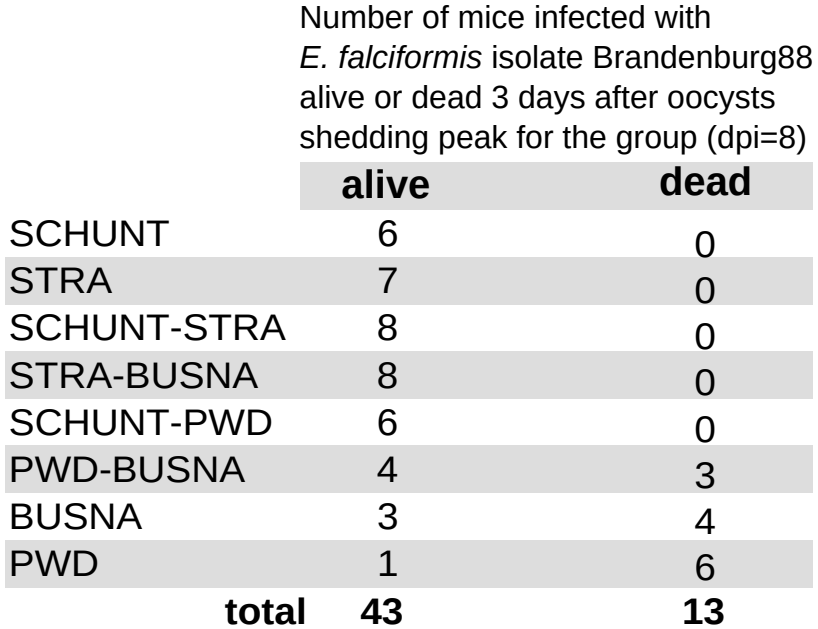 Number of mice infected with
E. falciformis isolate Brandenburg88
alive or dead 3 days after oocysts
shedding peak for the group (dpi=8)
alive dead
SCHUNT 6 0
STRA 7 0
SCHUNT-STRA 8 0
STRA-BUSNA 8 0
SCHUNT-PWD 6 0
PWD-BUSNA 4 3
BUSNA 3 4
PWD 1 6
total 43 13